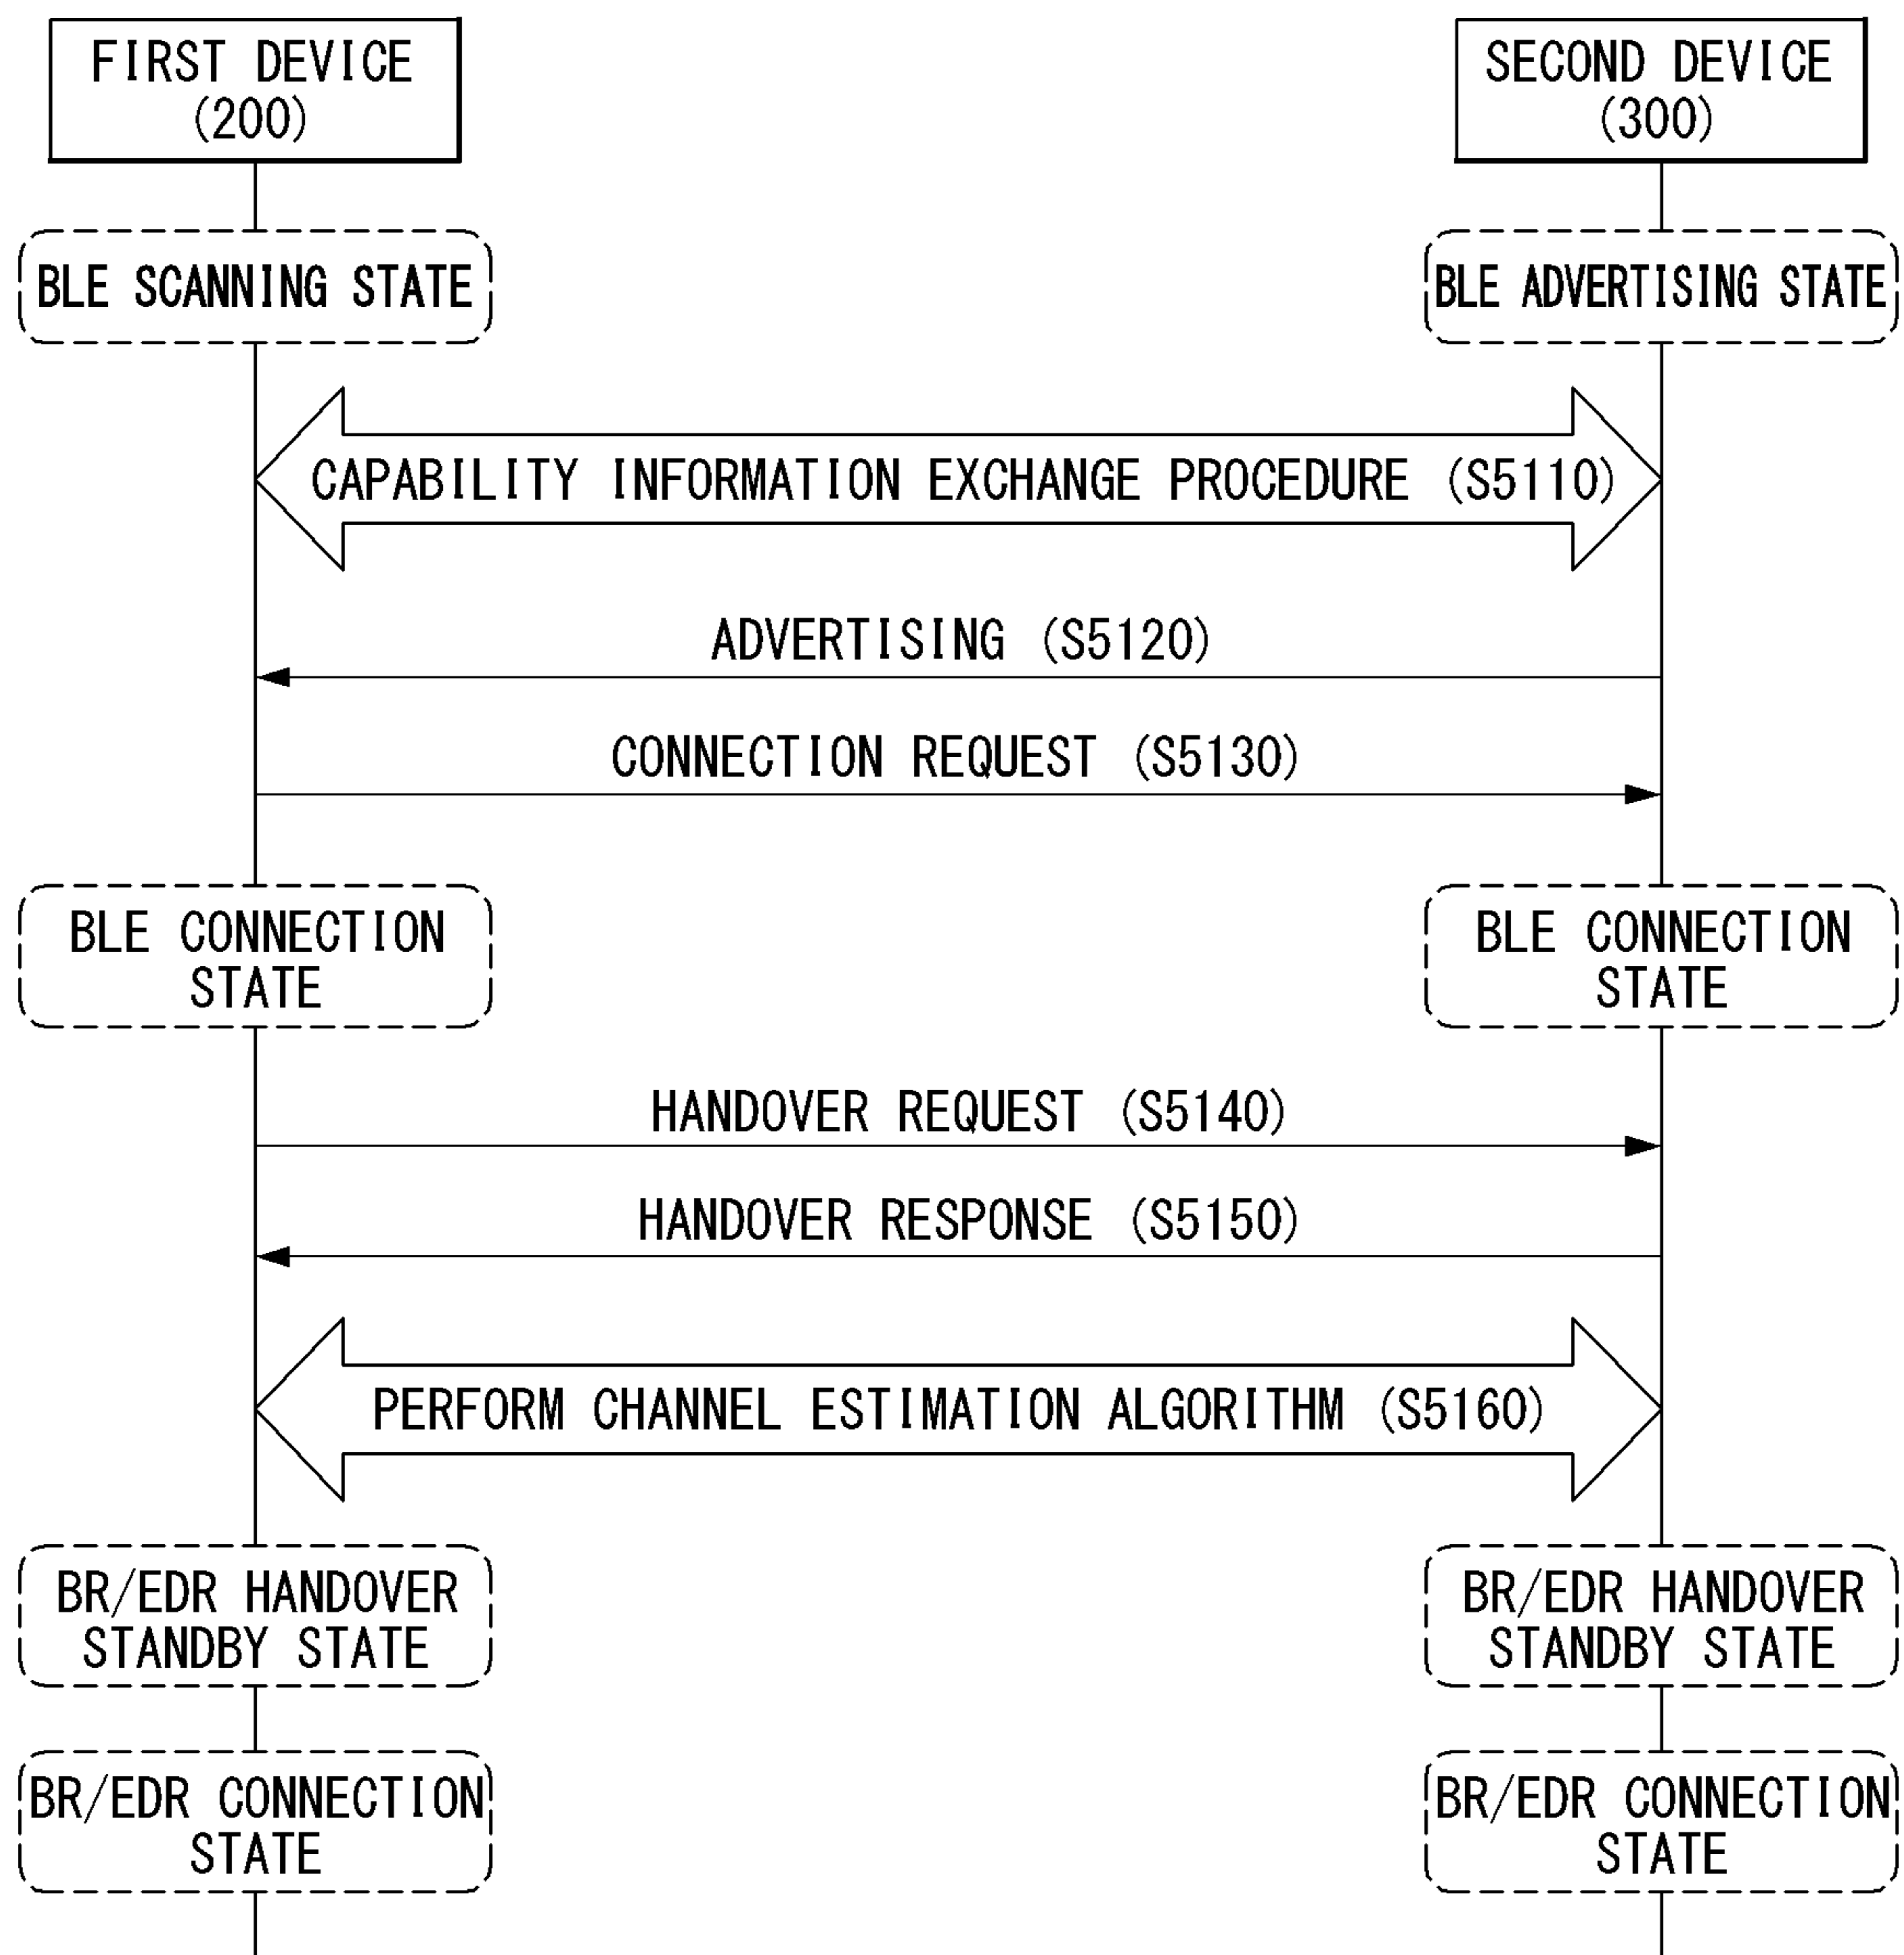 FIRST DEVICE
(200)
SECOND DEVICE
(300)
BLE SCANNING STATE
BLE ADVERTISING STATE
CAPABILITY INFORMATION EXCHANGE PROCEDURE (S5110)
ADVERTISING (S5120)
CONNECTION REQUEST (S5130)
BLE CONNECTION
STATE
BLE CONNECTION
STATE
HANDOVER REQUEST (S5140)
HANDOVER RESPONSE (S5150)
PERFORM CHANNEL ESTIMATION ALGORITHM (S5160)
BR/EDR HANDOVER
STANDBY STATE
BR/EDR HANDOVER
STANDBY STATE
BR/EDR CONNECTION
STATE
BR/EDR CONNECTION
STATE